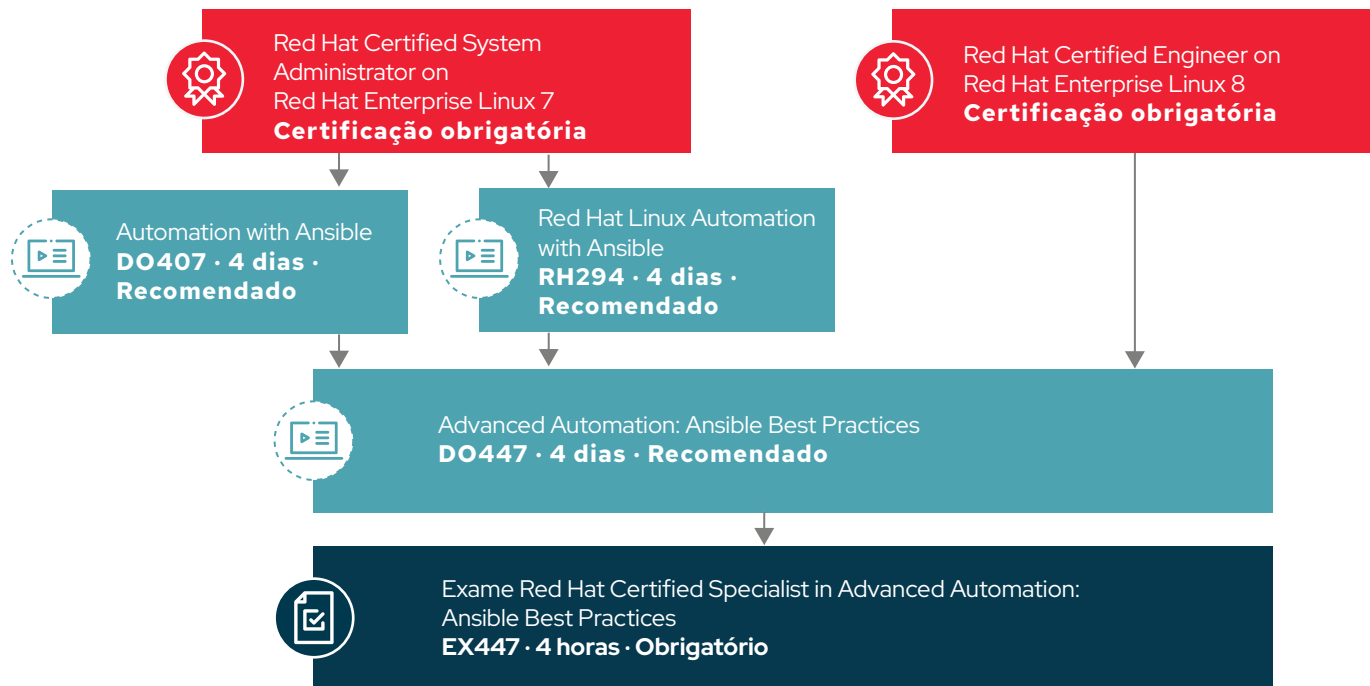 Red Hat Certified System
Administrator on
Red Hat Enterprise Linux 7
Certificação obrigatória
Red Hat Certified Engineer on
Red Hat Enterprise Linux 8
Certificação obrigatória
Automation with Ansible
DO407 · 4 dias ·
Recomendado
Red Hat Linux Automation
with Ansible
RH294 · 4 dias ·
Recomendado
Advanced Automation: Ansible Best Practices
DO447 · 4 dias · Recomendado
Exame Red Hat Certified Specialist in Advanced Automation:
Ansible Best Practices
EX447 · 4 horas · Obrigatório